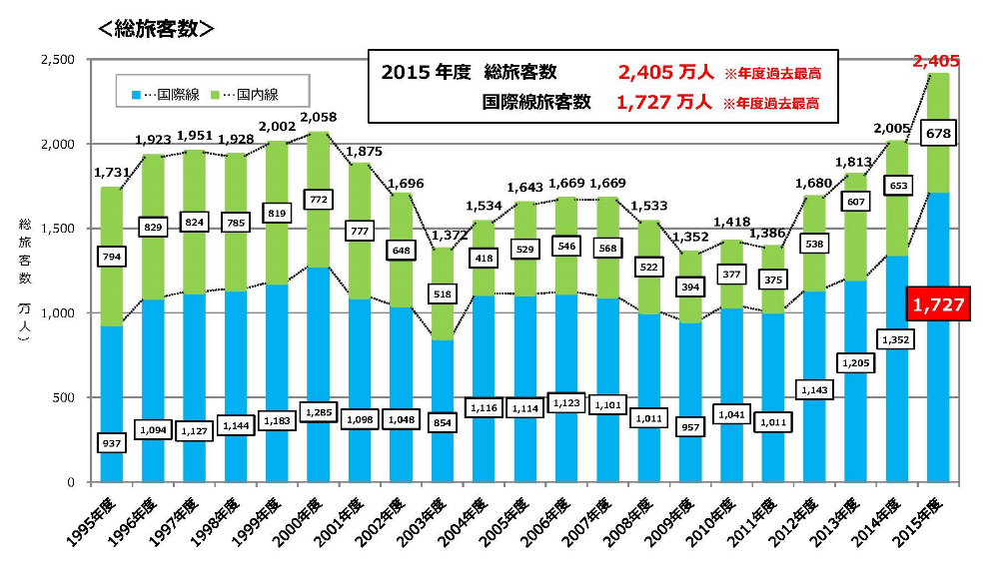 ＜総旅客数＞
2015年度 総旅客数 2,405万人 ※年度過去最高
国際線旅客数 1,727万人 ※年度過去最高
…国際線 …国内線
総旅客数（万人）
2,500
2,000
1,500
1,000
500
0
1,731 1,923 1,951 1,928 2,002 2,058 1,875 1,696 1,372 1,534 1,643 1,669 1,669 1,533 1,352 1,418 1,386 1,680 1,813 2,005 2,405
794 829 824 785 819 772 777 648 518 418 529 546 568 522 394 377 375 538 607 653 678
937 1,094 1,127 1,144 1,183 1,285 1,098 1,048 854 1,116 1,114 1,123 1,101 1,011 957 1,041 1,011 1,143 1,205 1,352 1,727
1995年度 1996年度 1997年度 1998年度 1999年度 2000年度 2001年度 2002年度 2003年度 2004年度 2005年度 2006年度 2007年度 2008年度 2009年度 2010年度 2011年度 2012年度 2013年度 2014年度 2015年度